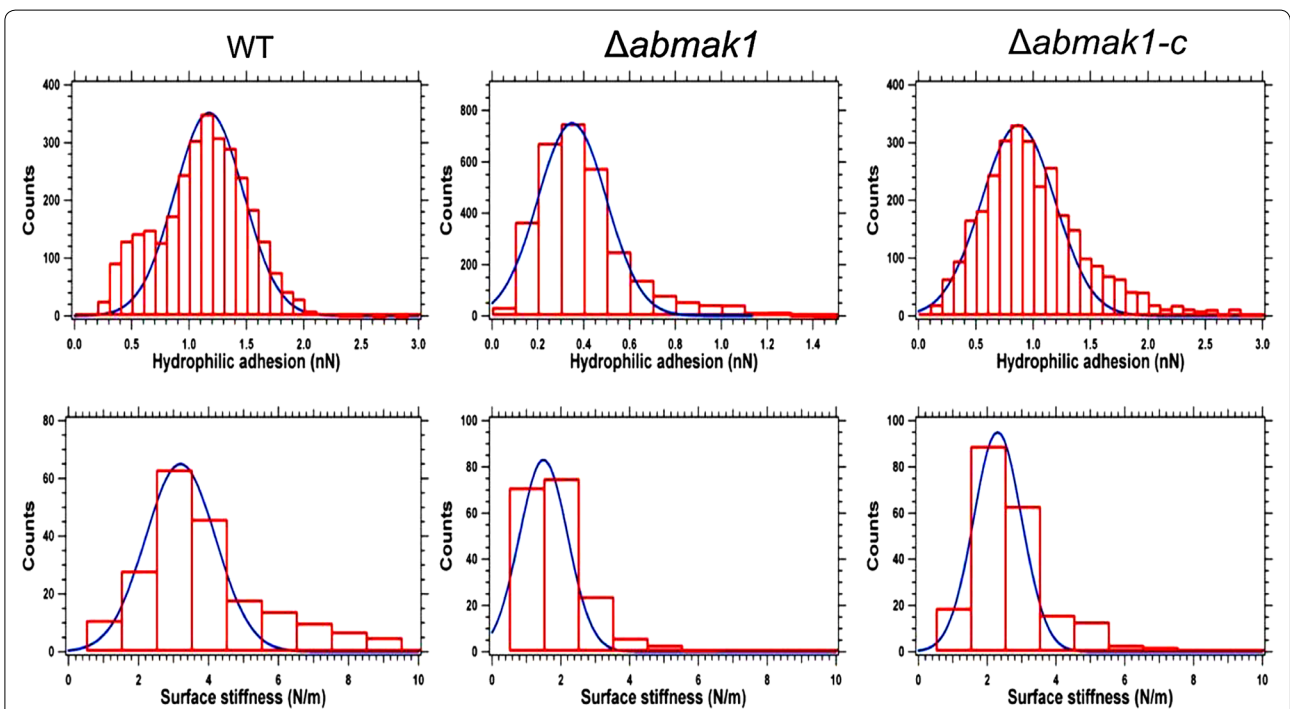 WT
Δabmak1
Δabmak1-c
400
300
200
100
0
Counts
0.0 0.5 1.0 1.5 2.0 2.5 3.0
Hydrophilic adhesion (nN)
800
600
400
200
0
Counts
0.0 0.2 0.4 0.6 0.8 1.0 1.2 1.4
Hydrophilic adhesion (nN)
400
300
200
100
0
Counts
0.0 0.5 1.0 1.5 2.0 2.5 3.0
Hydrophilic adhesion (nN)
80
60
40
20
0
Counts
0 2 4 6 8 10
Surface stiffness (N/m)
100
80
60
40
20
0
Counts
0 2 4 6 8 10
Surface stiffness (N/m)
100
80
60
40
20
0
Counts
0 2 4 6 8 10
Surface stiffness (N/m)